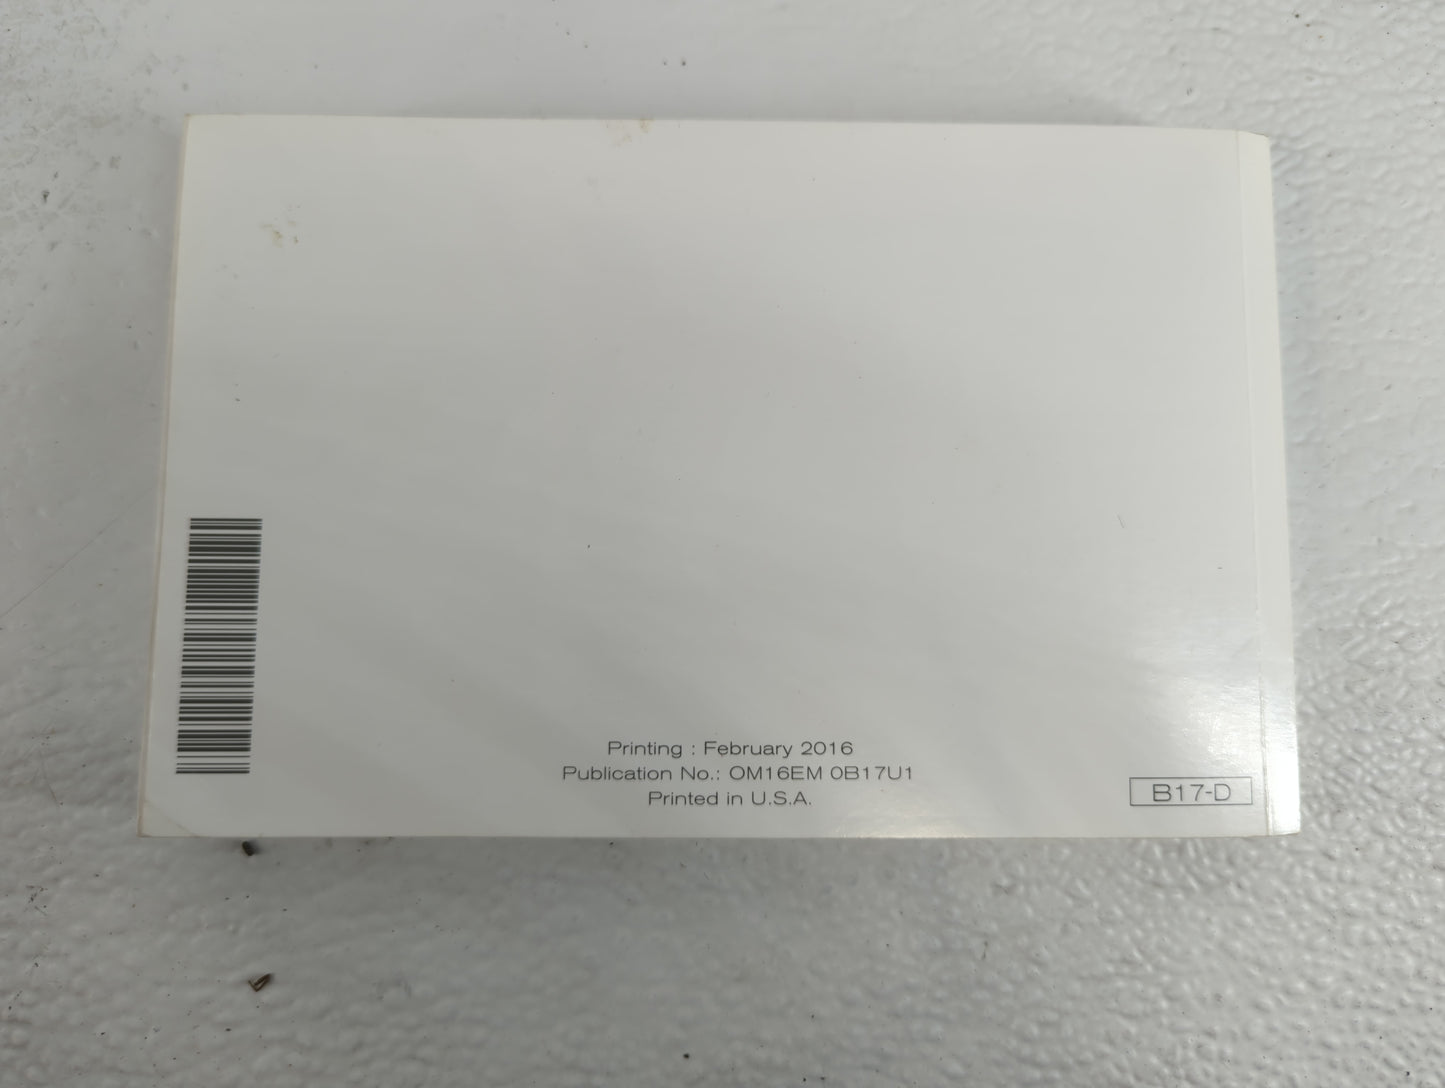 Printing : February 2016
Publication No.: OM16EM 0B17U1
Printed in U.S.A.
B17-D